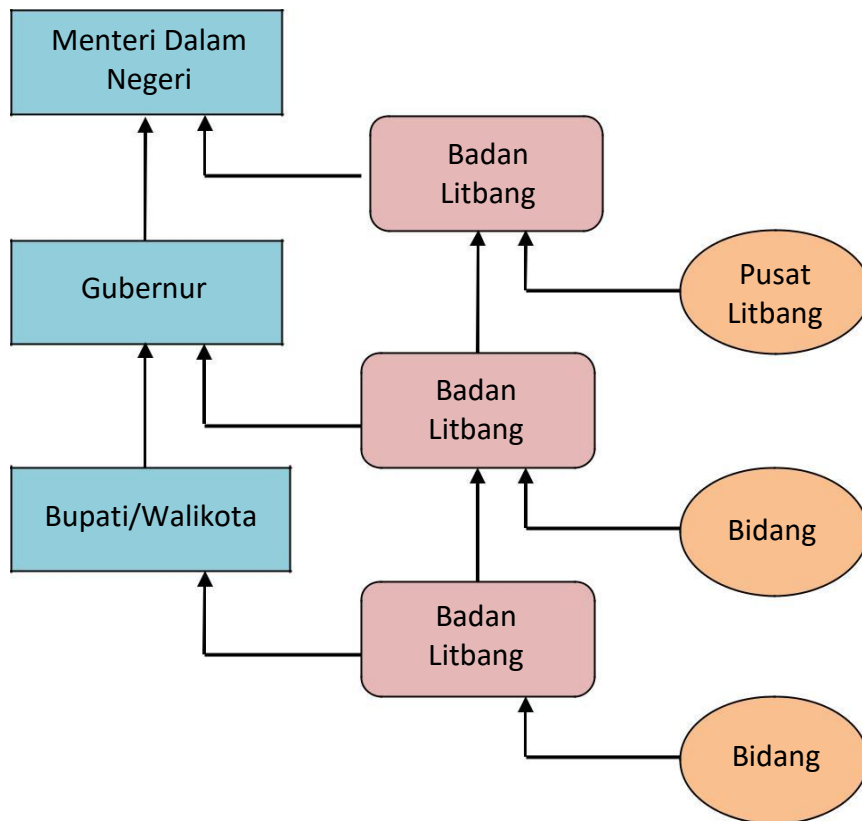 Menteri Dalam
Negeri
Badan
Litbang
Gubernur
Pusat
Litbang
Badan
Litbang
Bupati/Walikota
Bidang
Badan
Litbang
Bidang